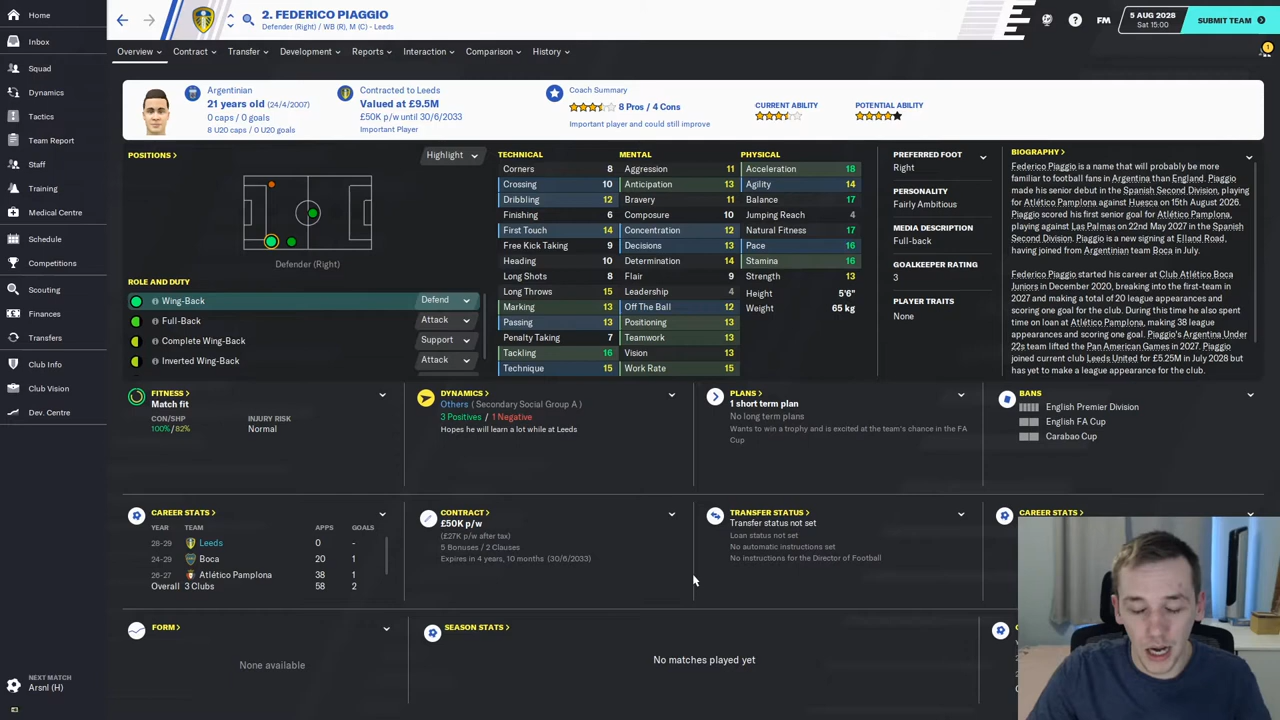 Home
Inbox
Squad
Dynamics
Tactics
Team Report
Staff
Training
Medical Centre
Schedule
Competitions
Scouting
Finances
Transfers
Club Info
Club Vision
Dev. Centre
NEXT MATCH
Arsnl (H)
2. FEDERICO PIAGGIO
Defender (Right) / WB (R), M (C) - Leeds
FM
5 AUG 2028
Sat 15:00
SUBMIT TEAM
1
Overview
Contract
Transfer
Development
Reports
Interaction
Comparison
History
Argentinian
21 years old (24/4/2007)
0 caps / 0 goals
8 U20 caps / 0 U20 goals
Contracted to Leeds
Valued at £9.5M
£50K p/w until 30/6/2033
Important Player
Coach Summary
8 Pros / 4 Cons
Important player and could still improve
CURRENT ABILITY
POTENTIAL ABILITY
POSITIONS
Highlight
Defender (Right)
ROLE AND DUTY
Wing-Back Defend
Full-Back Attack
Complete Wing-Back Support
Inverted Wing-Back Attack
TECHNICAL
Corners 8
Crossing 10
Dribbling 12
Finishing 6
First Touch 14
Free Kick Taking 9
Heading 10
Long Shots 8
Long Throws 15
Marking 13
Passing 13
Penalty Taking 7
Tackling 16
Technique 15
MENTAL
Aggression 11
Anticipation 13
Bravery 11
Composure 10
Concentration 12
Decisions 13
Determination 14
Flair 9
Leadership 4
Off The Ball 12
Positioning 13
Teamwork 13
Vision 13
Work Rate 15
PHYSICAL
Acceleration 18
Agility 14
Balance 17
Jumping Reach 4
Natural Fitness 17
Pace 16
Stamina 16
Strength 13
Height 5'6"
Weight 65 kg
PREFERRED FOOT
Right
PERSONALITY
Fairly Ambitious
MEDIA DESCRIPTION
Full-back
GOALKEEPER RATING
3
PLAYER TRAITS
None
BIOGRAPHY
Federico Piaggio is a name that will probably be more
familiar to football fans in Argentina than England. Piaggio
made his senior debut in the Spanish Second Division, playing
for Atlético Pamplona against Huesca on 15th August 2026.
Piaggio scored his first senior goal for Atlético Pamplona,
playing against Las Palmas on 22nd May 2027 in the Spanish
Second Division. Piaggio is a new signing at Elland Road,
having joined from Argentinian team Boca in July.
Federico Piaggio started his career at Club Atlético Boca
Juniors in December 2020, breaking into the first-team in
2027 and making a total of 20 league appearances and
scoring one goal for the club. During this time he also spent
time on loan at Atlético Pamplona, making 38 league
appearances and scoring one goal. Piaggio's Argentina Under
22s team lifted the Pan American Games in 2027. Piaggio
joined current club Leeds United for £5.25M in July 2028 but
has yet to make a league appearance for the club.
FITNESS
Match fit
CON/SHP
100%/82%
INJURY RISK
Normal
DYNAMICS
Others (Secondary Social Group A)
3 Positives / 1 Negative
Hopes he will learn a lot while at Leeds
PLANS
1 short term plan
No long term plans
Wants to win a trophy and is excited at the team's chance in the FA
Cup
BANS
English Premier Division
English FA Cup
Carabao Cup
CAREER STATS
YEAR TEAM APPS GOALS
28-29 Leeds 0 -
24-29 Boca 20 1
26-27 Atlético Pamplona 38 1
Overall 3 Clubs 58 2
CONTRACT
£50K p/w
(£27K p/w after tax)
5 Bonuses / 2 Clauses
Expires in 4 years, 10 months (30/6/2033)
TRANSFER STATUS
Transfer status not set
Loan status not set
No automatic instructions set
No instructions for the Director of Football
CAREER STATS
FORM
None available
SEASON STATS
No matches played yet